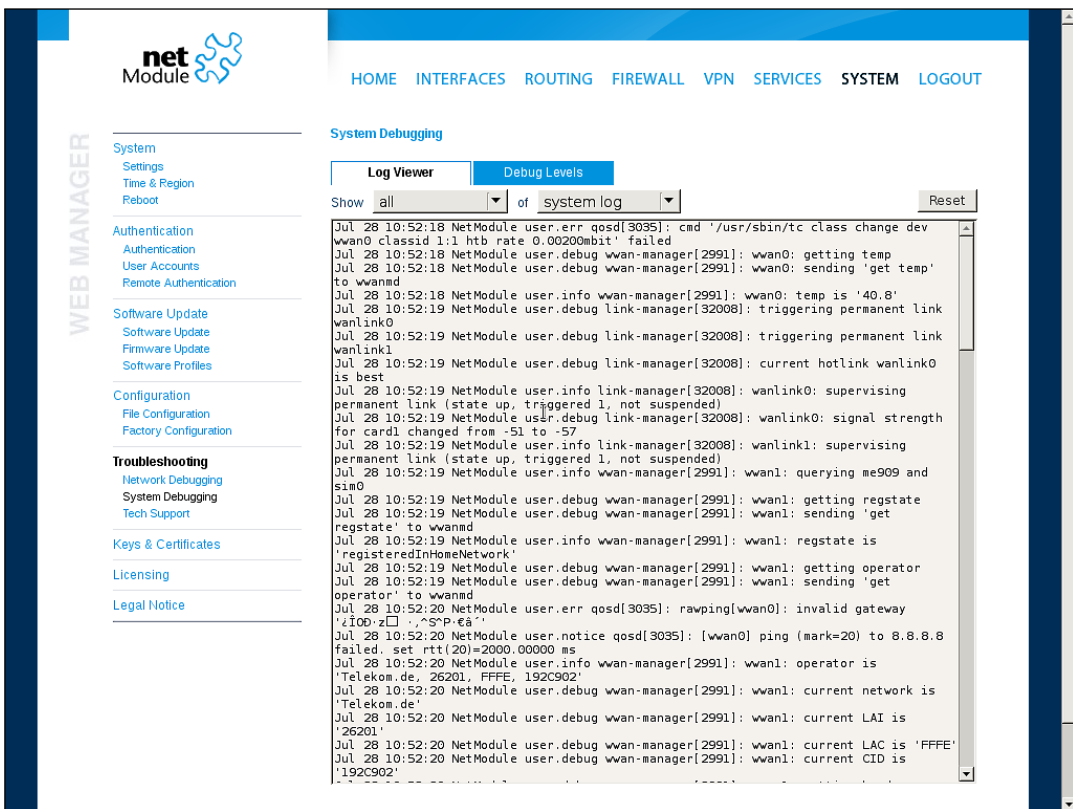 net
Module
HOME INTERFACES ROUTING FIREWALL VPN SERVICES SYSTEM LOGOUT
WEB MANAGER
System
Settings
Time & Region
Reboot
Authentication
Authentication
User Accounts
Remote Authentication
Software Update
Software Update
Firmware Update
Software Profiles
Configuration
File Configuration
Factory Configuration
Troubleshooting
Network Debugging
System Debugging
Tech Support
Keys & Certificates
Licensing
Legal Notice
System Debugging
Log Viewer Debug Levels
Show all of system log Reset
Jul 28 10:52:18 NetModule user.err qosd[3035]: cmd '/usr/sbin/tc class change dev
wwan0 classid 1:1 htb rate 0.00200mbit' failed
Jul 28 10:52:18 NetModule user.debug wwan-manager[2991]: wwan0: getting temp
Jul 28 10:52:18 NetModule user.debug wwan-manager[2991]: wwan0: sending 'get temp'
to wwanmd
Jul 28 10:52:18 NetModule user.info wwan-manager[2991]: wwan0: temp is '40.8'
Jul 28 10:52:19 NetModule user.debug link-manager[32008]: triggering permanent link
wanlink0
Jul 28 10:52:19 NetModule user.debug link-manager[32008]: triggering permanent link
wanlink1
Jul 28 10:52:19 NetModule user.debug link-manager[32008]: current hotlink wanlink0
is best
Jul 28 10:52:19 NetModule user.info link-manager[32008]: wanlink0: supervising
permanent link (state up, triggered 1, not suspended)
Jul 28 10:52:19 NetModule user.debug link-manager[32008]: wanlink0: signal strength
for card1 changed from -51 to -57
Jul 28 10:52:19 NetModule user.info link-manager[32008]: wanlink1: supervising
permanent link (state up, triggered 1, not suspended)
Jul 28 10:52:19 NetModule user.info wwan-manager[2991]: wwan1: querying me909 and
sim0
Jul 28 10:52:19 NetModule user.debug wwan-manager[2991]: wwan1: getting regstate
Jul 28 10:52:19 NetModule user.debug wwan-manager[2991]: wwan1: sending 'get
regstate' to wwanmd
Jul 28 10:52:19 NetModule user.info wwan-manager[2991]: wwan1: regstate is
'registeredInHomeNetwork'
Jul 28 10:52:19 NetModule user.debug wwan-manager[2991]: wwan1: getting operator
Jul 28 10:52:19 NetModule user.debug wwan-manager[2991]: wwan1: sending 'get
operator' to wwanmd
Jul 28 10:52:20 NetModule user.err qosd[3035]: rawping[wwan0]: invalid gateway
Jul 28 10:52:20 NetModule user.notice qosd[3035]: [wwan0] ping (mark=20) to 8.8.8.8
failed. set rtt(20)=2000.00000 ms
Jul 28 10:52:20 NetModule user.info wwan-manager[2991]: wwan1: operator is
'Telekom.de, 26201, FFFE, 192C902'
Jul 28 10:52:20 NetModule user.debug wwan-manager[2991]: wwan1: current network is
'Telekom.de'
Jul 28 10:52:20 NetModule user.debug wwan-manager[2991]: wwan1: current LAI is
'26201'
Jul 28 10:52:20 NetModule user.debug wwan-manager[2991]: wwan1: current LAC is 'FFFE'
Jul 28 10:52:20 NetModule user.debug wwan-manager[2991]: wwan1: current CID is
'192C902'